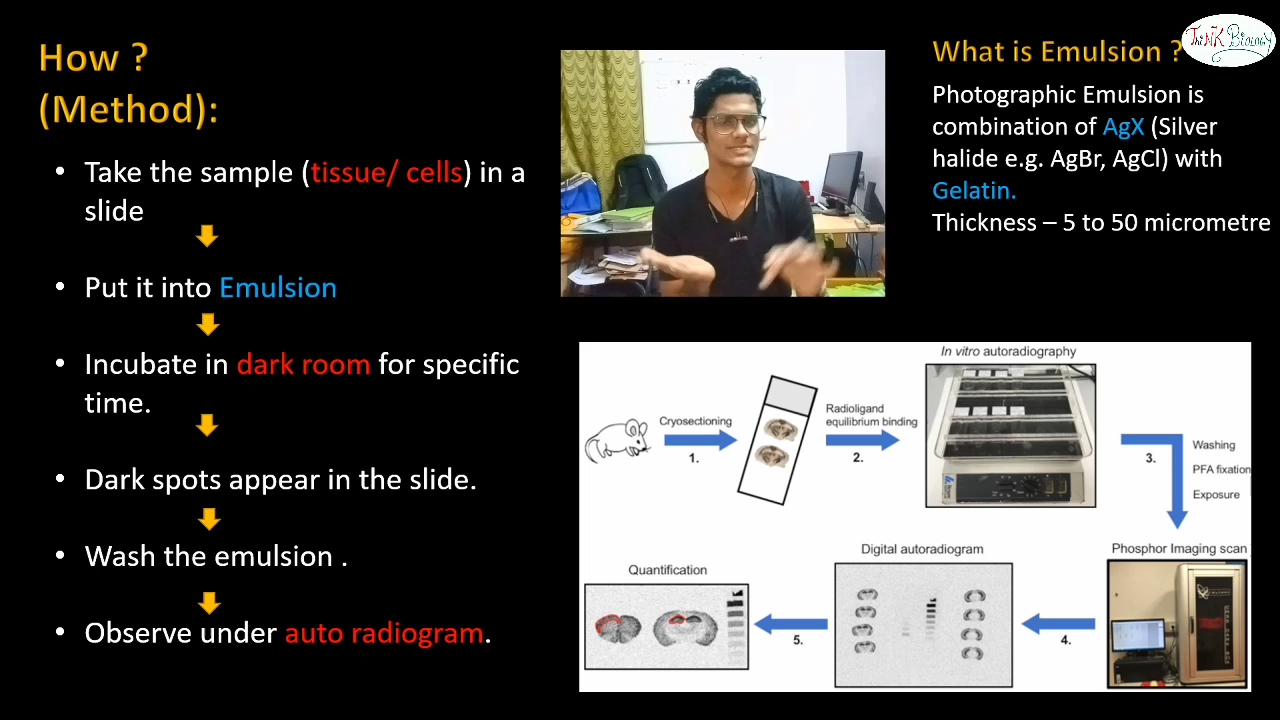 How ?
(Method):
• Take the sample (tissue/ cells) in a
slide
• Put it into Emulsion
• Incubate in dark room for specific
time.
• Dark spots appear in the slide.
• Wash the emulsion .
• Observe under auto radiogram.
What is Emulsion ?
ThiNK Biology
Photographic Emulsion is
combination of AgX (Silver
halide e.g. AgBr, AgCl) with
Gelatin.
Thickness – 5 to 50 micrometre
In vitro autoradiography
Cryosectioning
1.
Radioligand
equilibrium binding
2.
3.
Washing
PFA fixation
Exposure
Phosphor Imaging scan
4.
Digital autoradiogram
5.
Quantification